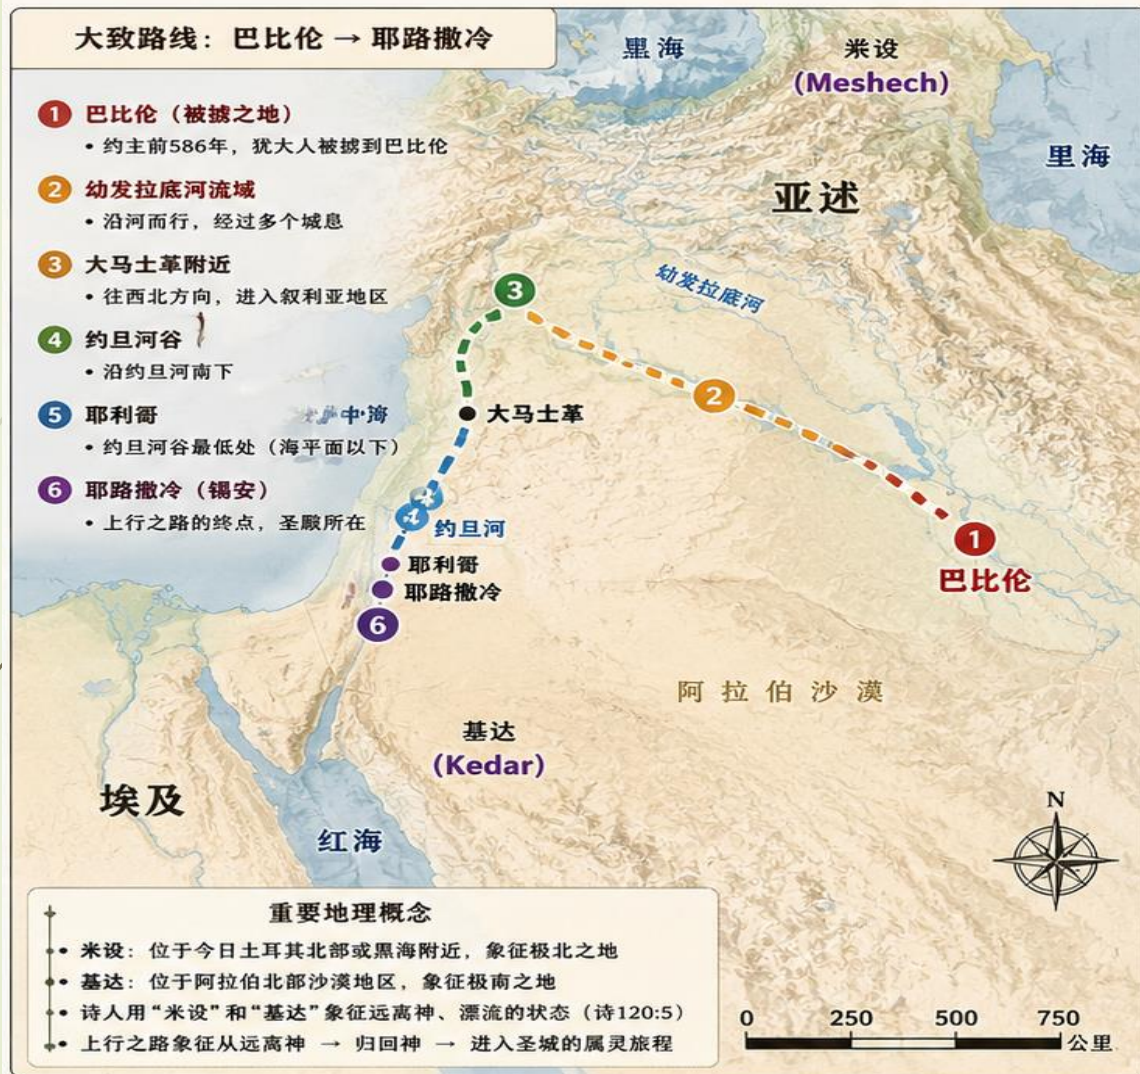 大致路线：巴比伦 → 耶路撒冷
1 巴比伦（被掳之地）
• 约主前586年，犹大人被掳到巴比伦
2 幼发拉底河流域
• 沿河而行，经过多个城息
3 大马士革附近
• 往西北方向，进入叙利亚地区
4 约旦河谷
• 沿约旦河南下
5 耶利哥
• 约旦河谷最低处（海平面以下）
6 耶路撒冷（锡安）
• 上行之路的终点，圣殿所在
黑海
米设
(Meshech)
里海
亚述
幼发拉底河
3
2
中海
大马士革
约旦河
1
巴比伦
耶利哥
耶路撒冷
6
阿拉伯沙漠
基达
(Kedar)
埃及
红海
N
重要地理概念
• 米设：位于今日土耳其北部或黑海附近，象征极北之地
• 基达：位于阿拉伯北部沙漠地区，象征极南之地
• 诗人用“米设”和“基达”象征远离神、漂流的状态（诗120:5）
• 上行之路象征从远离神 → 归回神 → 进入圣城的属灵旅程
0 250 500 750
公里